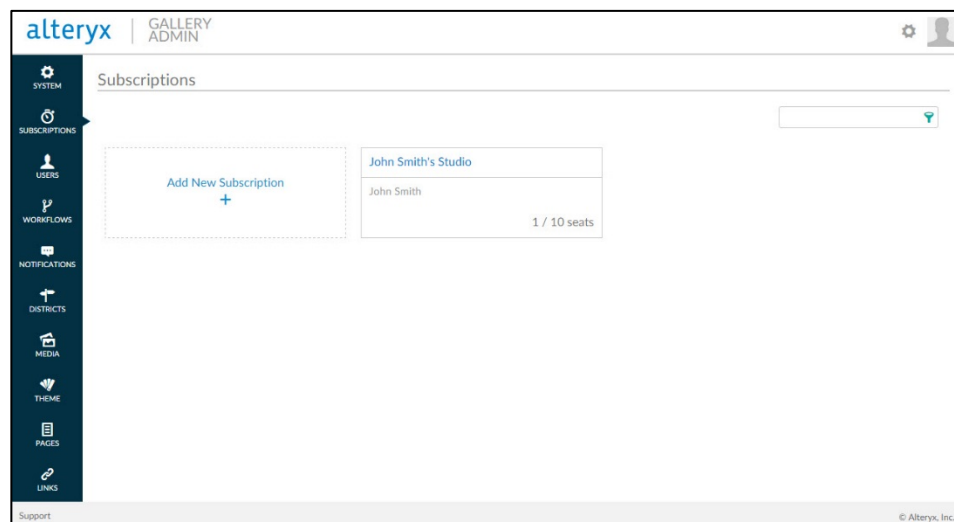 alteryx
GALLERY
ADMIN
SYSTEM
SUBSCRIPTIONS
USERS
WORKFLOWS
NOTIFICATIONS
DISTRICTS
MEDIA
THEME
PAGES
LINKS
Subscriptions
Add New Subscription
+
John Smith's Studio
John Smith
1 / 10 seats
Support
© Alteryx, Inc.